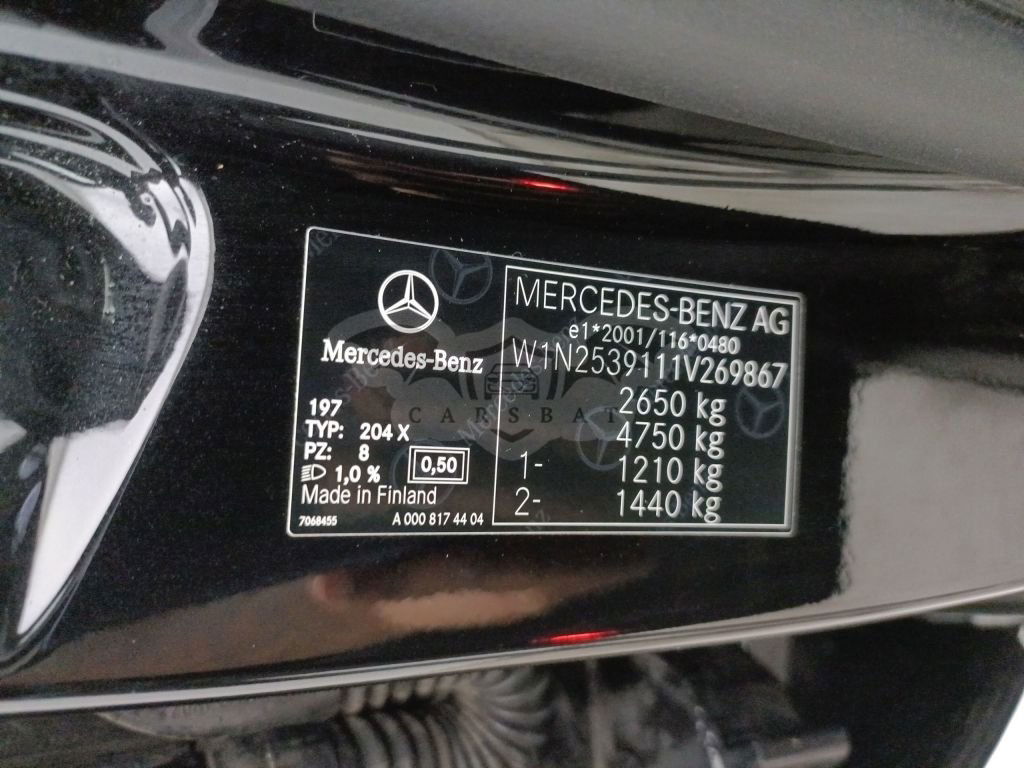 Mercedes-Benz
197
TYP: 204 X
PZ: 8
1,0 %
0,50
Made in Finland
7068455 A 000 817 44 04
MERCEDES-BENZ AG
e1*2001/116*0480
W1N2539111V269867
2650 kg
4750 kg
1- 1210 kg
2- 1440 kg
CARSBAT